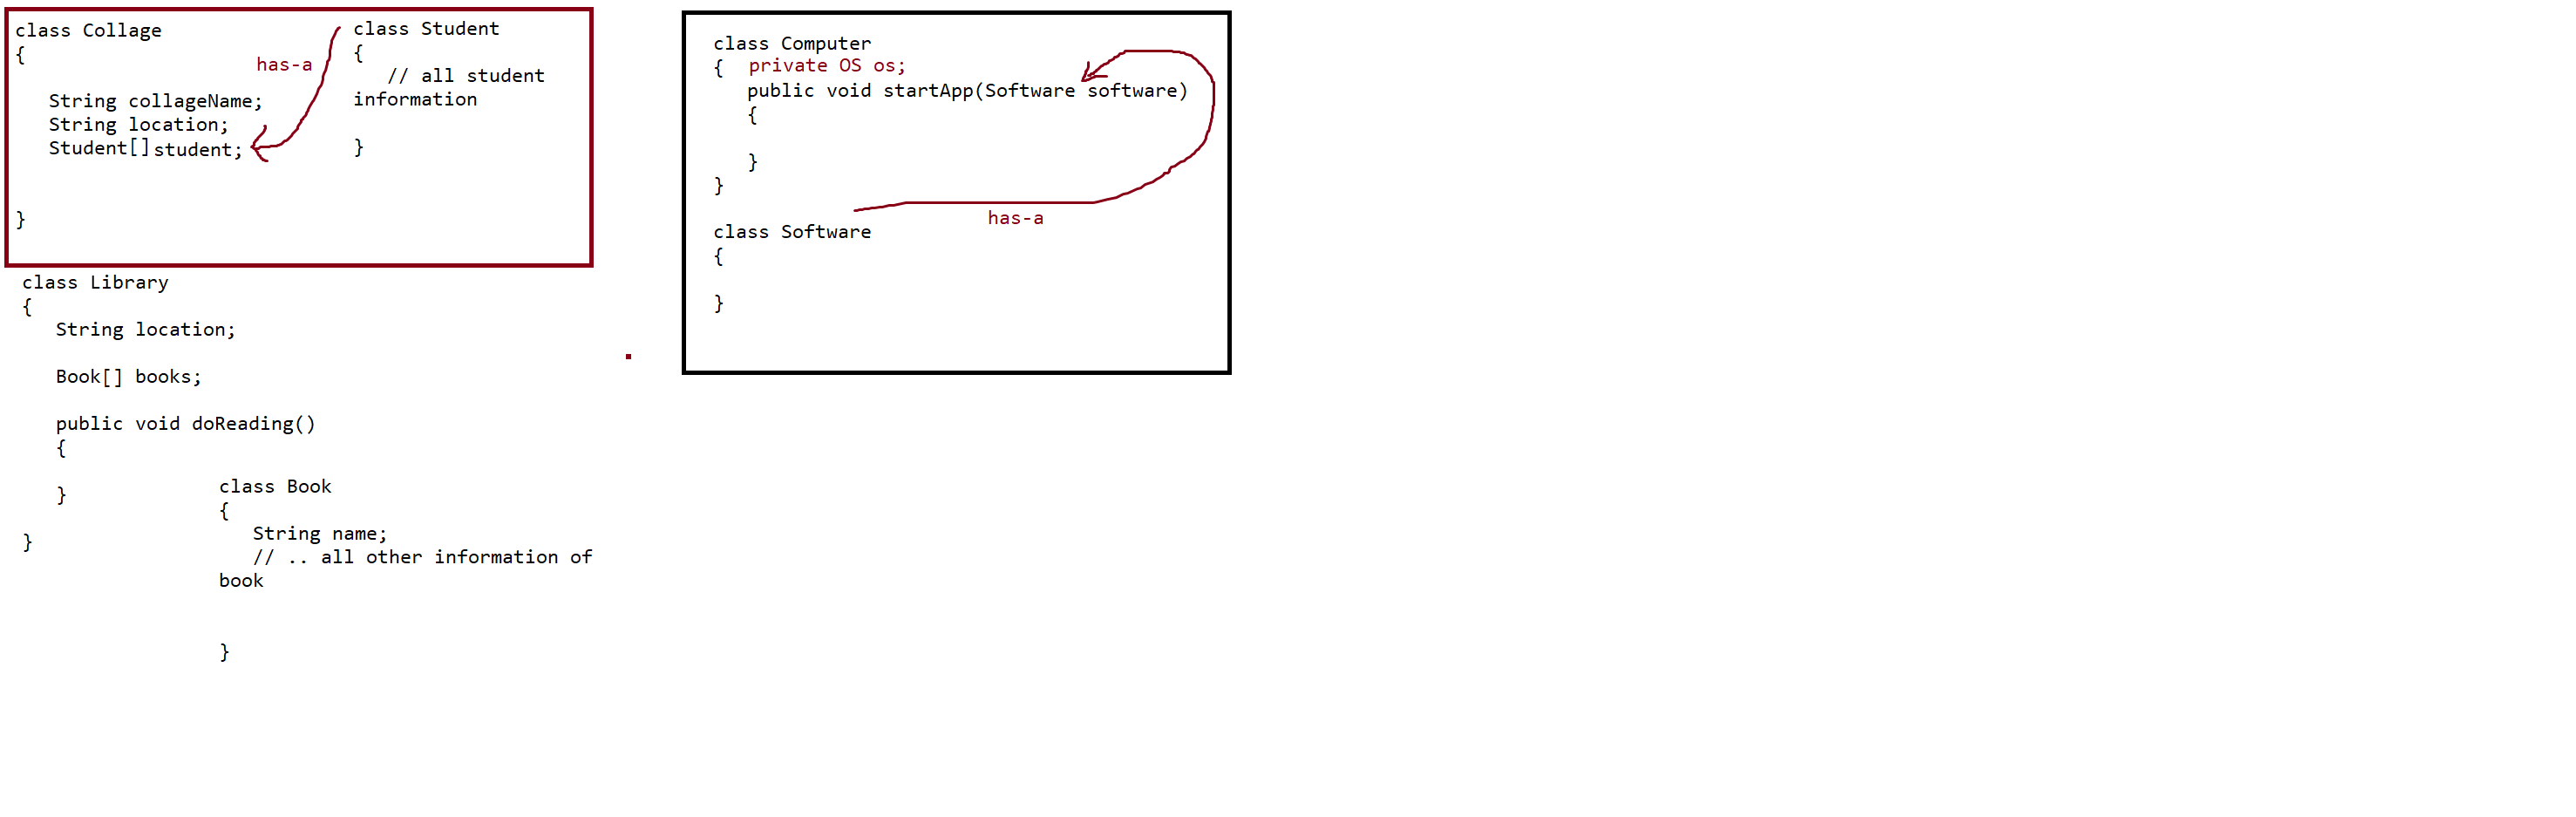 class Collage
{
has-a
String collageName;
String location;
Student[] student;
}
class Student
{
// all student
information
}
class Library
{
String location;
Book[] books;
public void doReading()
{
}
}
class Book
{
String name;
// .. all other information of
book
}
class Computer
{ private OS os;
public void startApp(Software software)
{
}
}
has-a
class Software
{
}